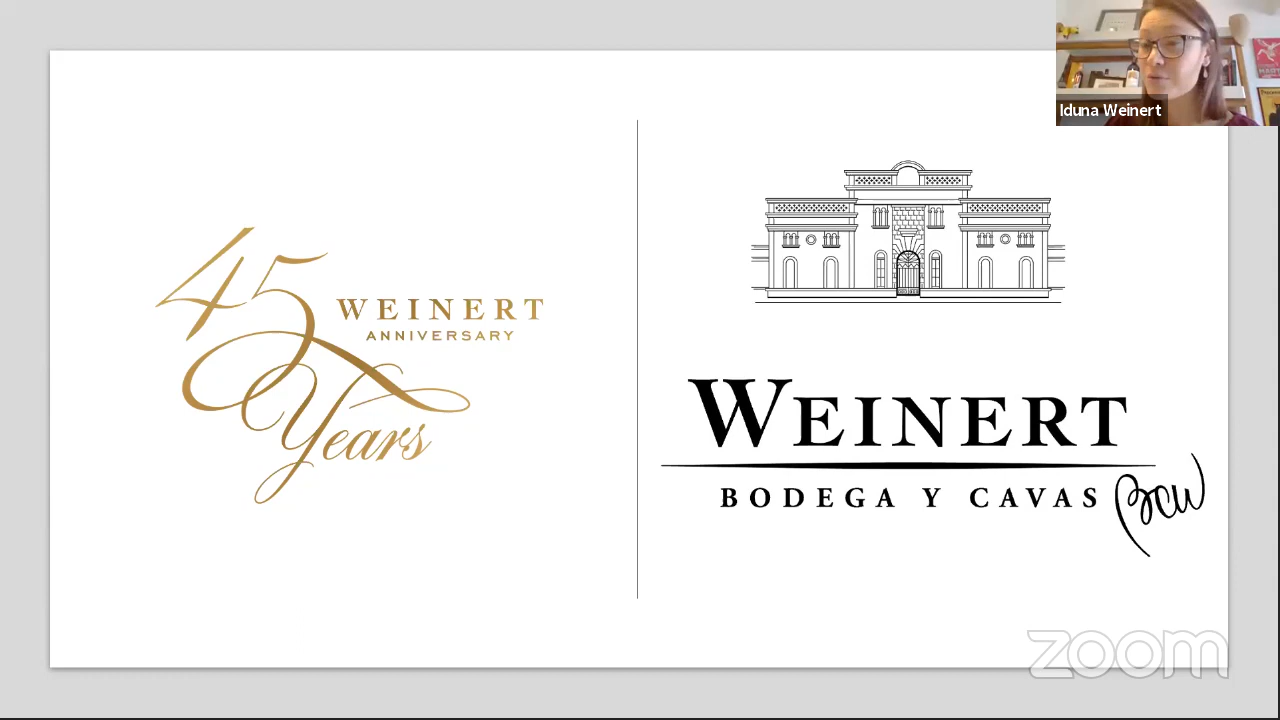 Iduna Weinert
45
WEINERT
ANNIVERSARY
Years
WEINERT
BODEGA Y CAVAS
BCW
zoom